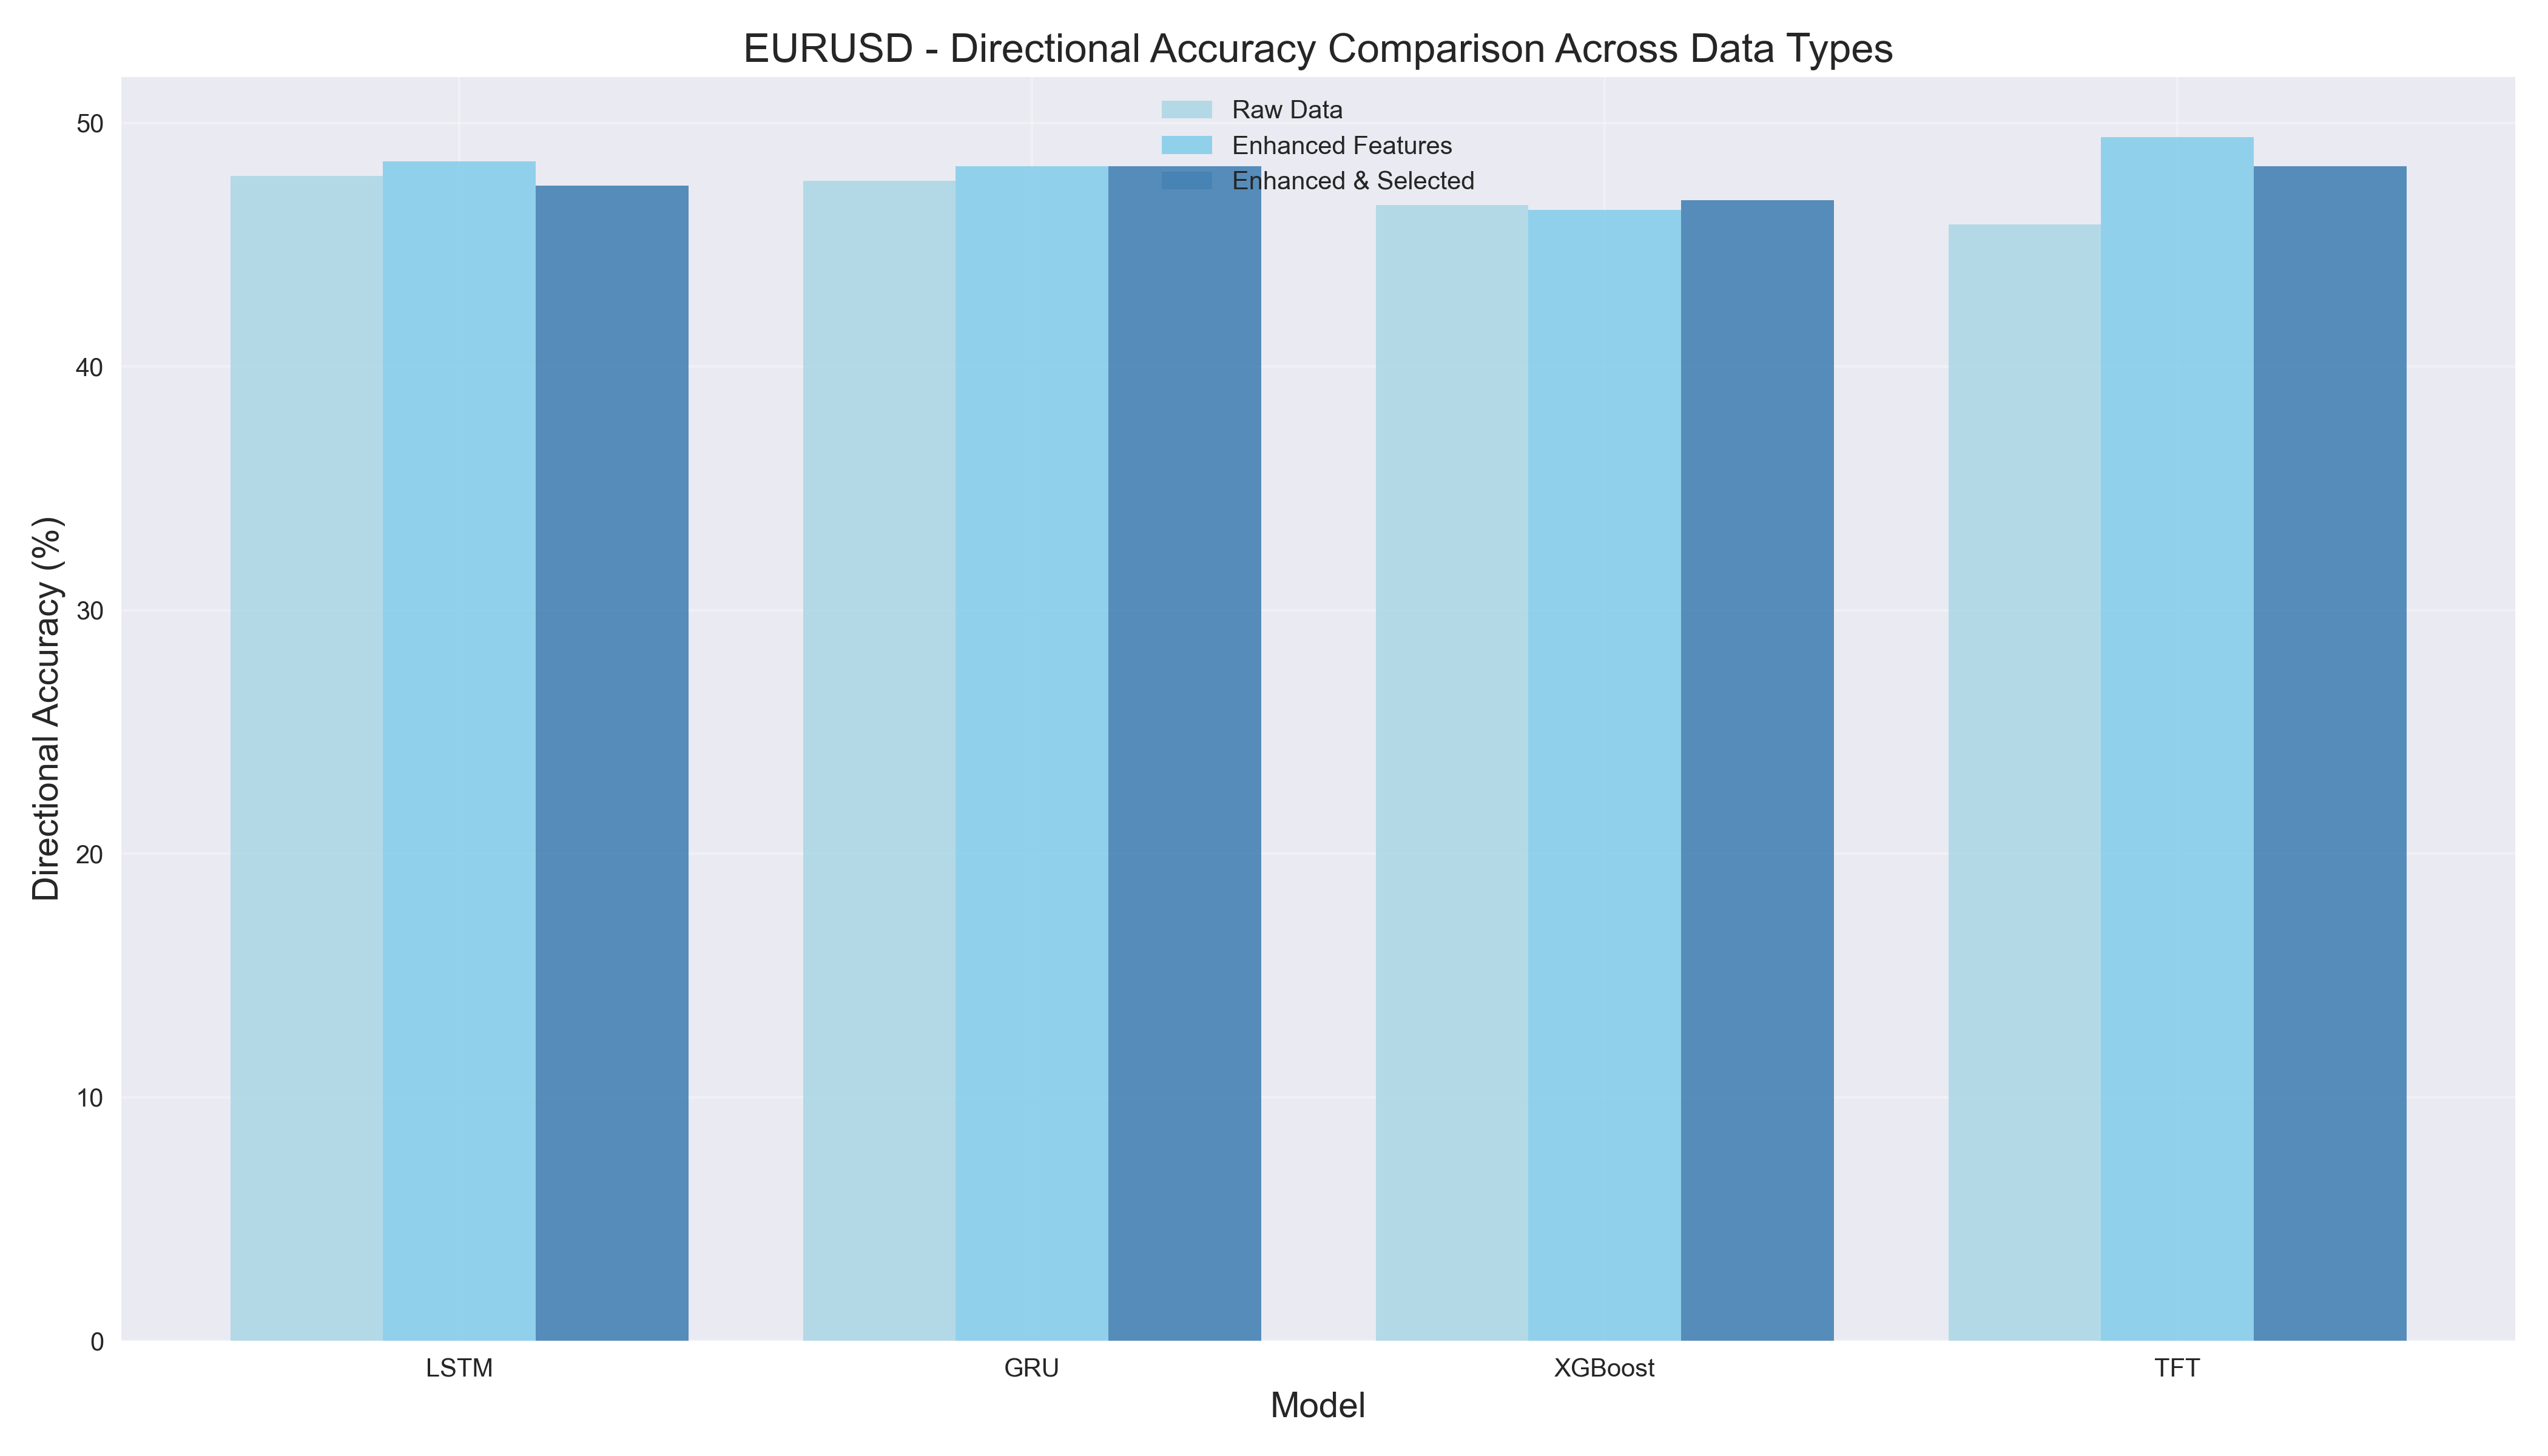 EURUSD - Directional Accuracy Comparison Across Data Types
Raw Data
Enhanced Features
Enhanced & Selected
Directional Accuracy (%)
50
40
30
20
10
0
LSTM GRU XGBoost TFT
Model